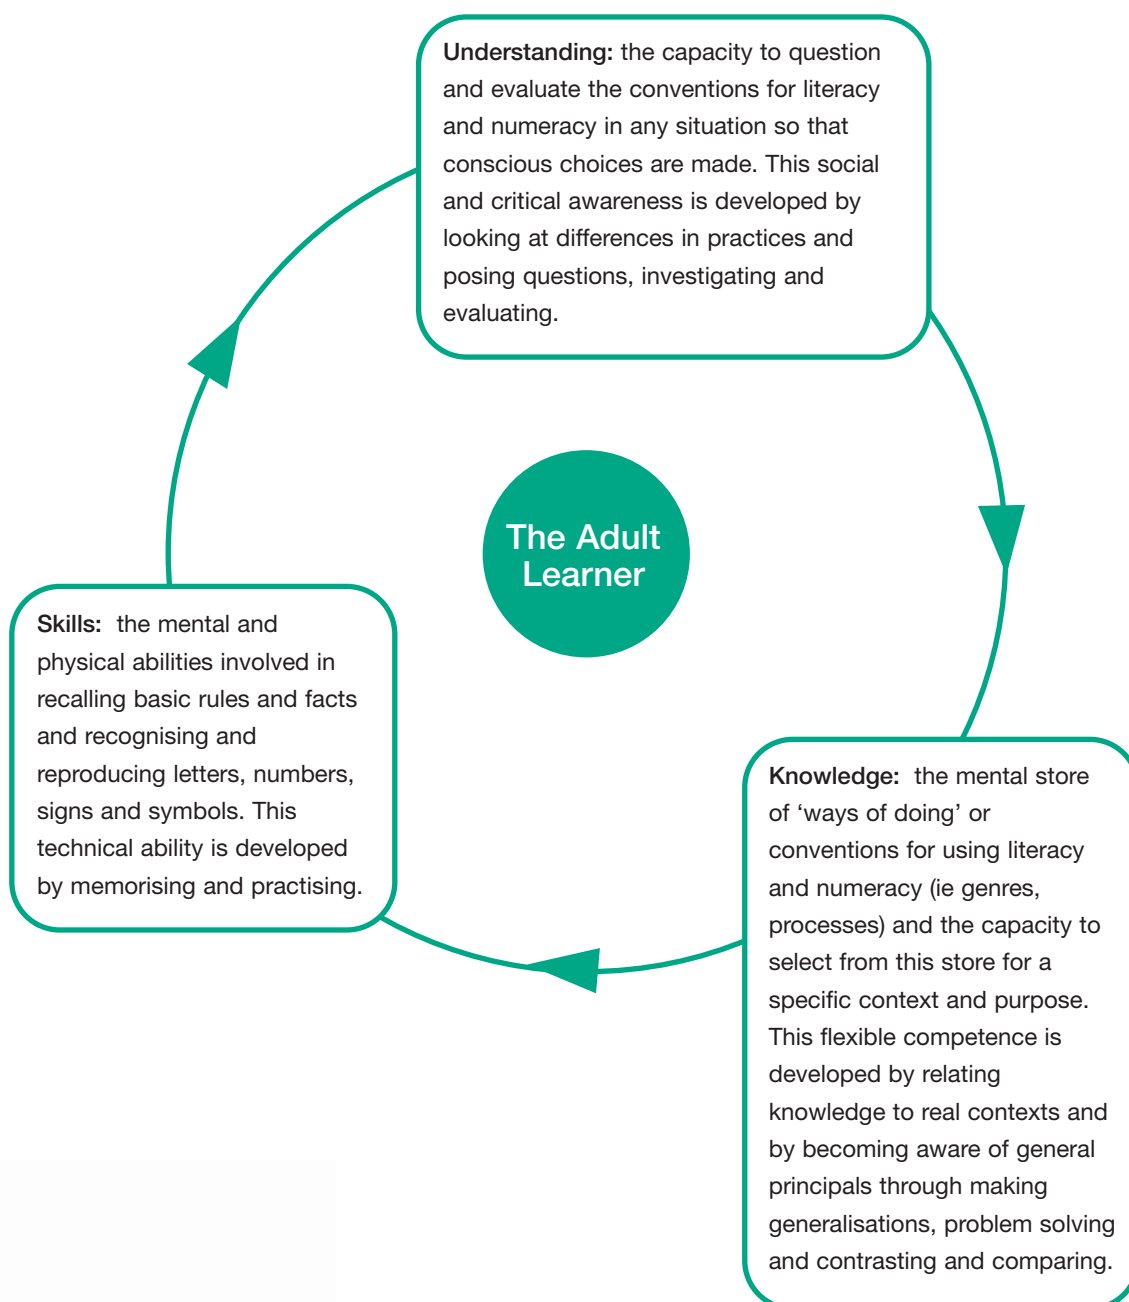 Understanding: the capacity to question
and evaluate the conventions for literacy
and numeracy in any situation so that
conscious choices are made. This social
and critical awareness is developed by
looking at differences in practices and
posing questions, investigating and
evaluating.
The Adult
Learner
Skills: the mental and
physical abilities involved in
recalling basic rules and facts
and recognising and
reproducing letters, numbers,
signs and symbols. This
technical ability is developed
by memorising and practising.
Knowledge: the mental store
of ‘ways of doing’ or
conventions for using literacy
and numeracy (ie genres,
processes) and the capacity to
select from this store for a
specific context and purpose.
This flexible competence is
developed by relating
knowledge to real contexts and
by becoming aware of general
principals through making
generalisations, problem solving
and contrasting and comparing.